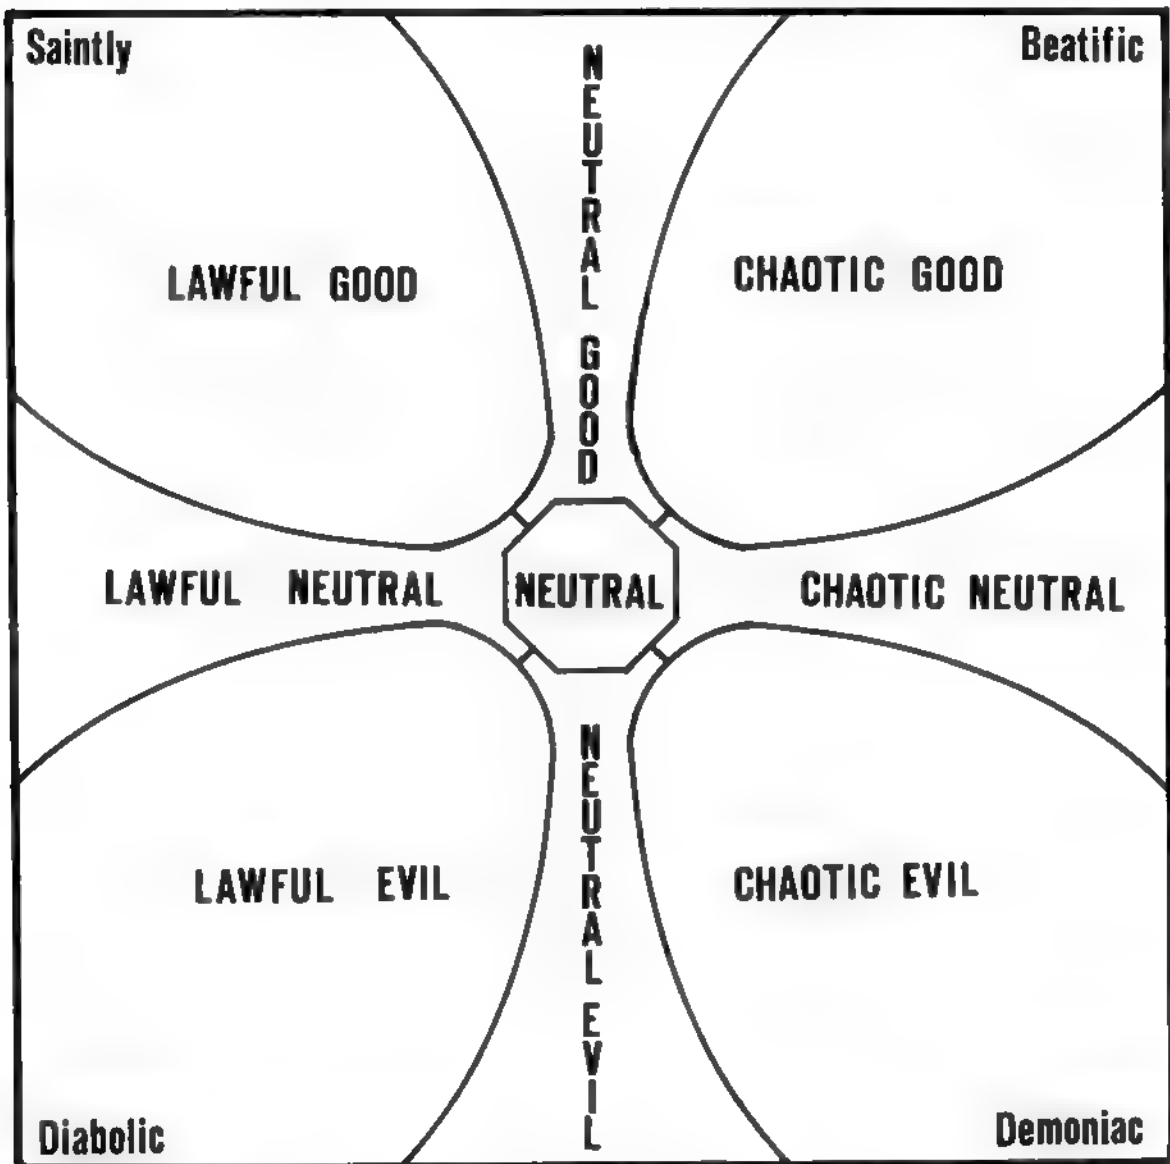 Saintly
Beatific
NEUTRAL GOOD
LAWFUL GOOD
CHAOTIC GOOD
LAWFUL NEUTRAL
NEUTRAL
CHAOTIC NEUTRAL
NEUTRAL EVIL
LAWFUL EVIL
CHAOTIC EVIL
Diabolic
Demoniac